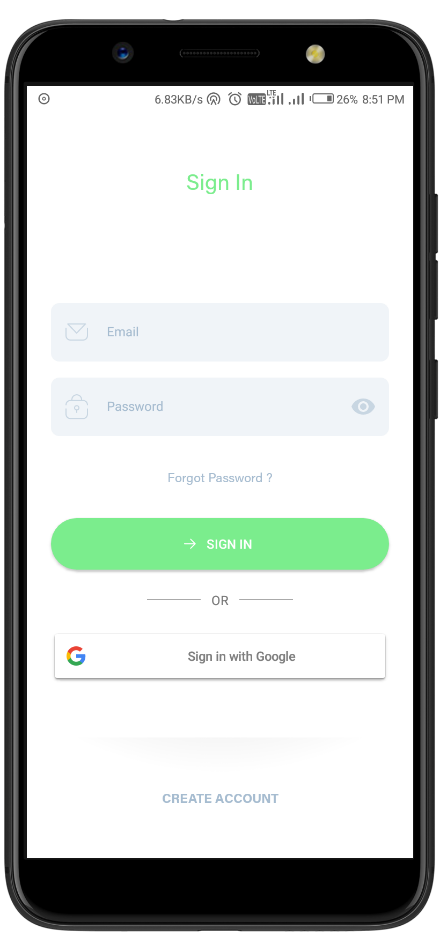 6.83KB/s VoLTE LTE 26% 8:51 PM
Sign In
Email
Password
Forgot Password ?
SIGN IN
OR
Sign in with Google
CREATE ACCOUNT